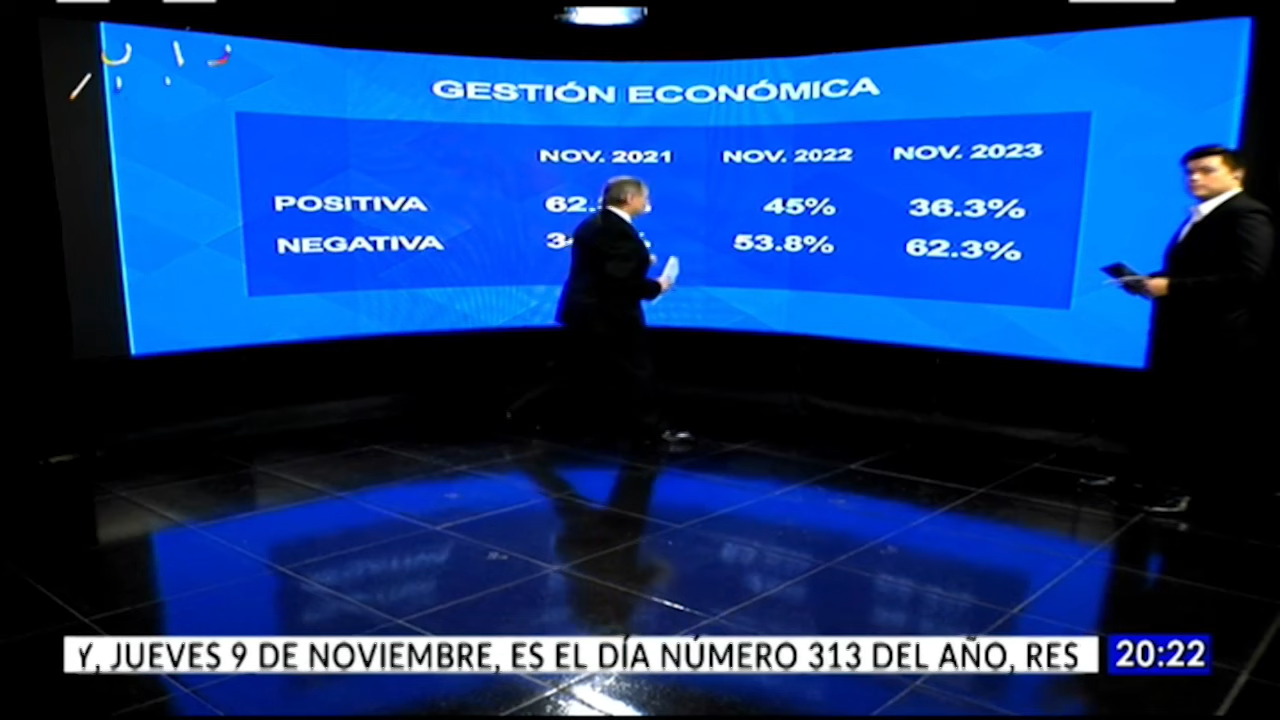 GESTIÓN ECONÓMICA
NOV. 2021 NOV. 2022 NOV. 2023
POSITIVA 45% 36.3%
NEGATIVA 53.8% 62.3%
Y, JUEVES 9 DE NOVIEMBRE, ES EL DÍA NÚMERO 313 DEL AÑO, RES 20:22